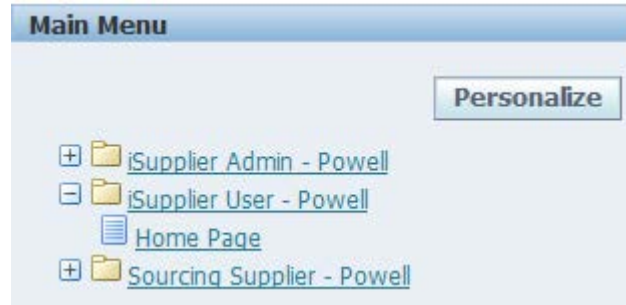 Main Menu
Personalize
iSupplier Admin - Powell
iSupplier User - Powell
Home Page
Sourcing Supplier - Powell